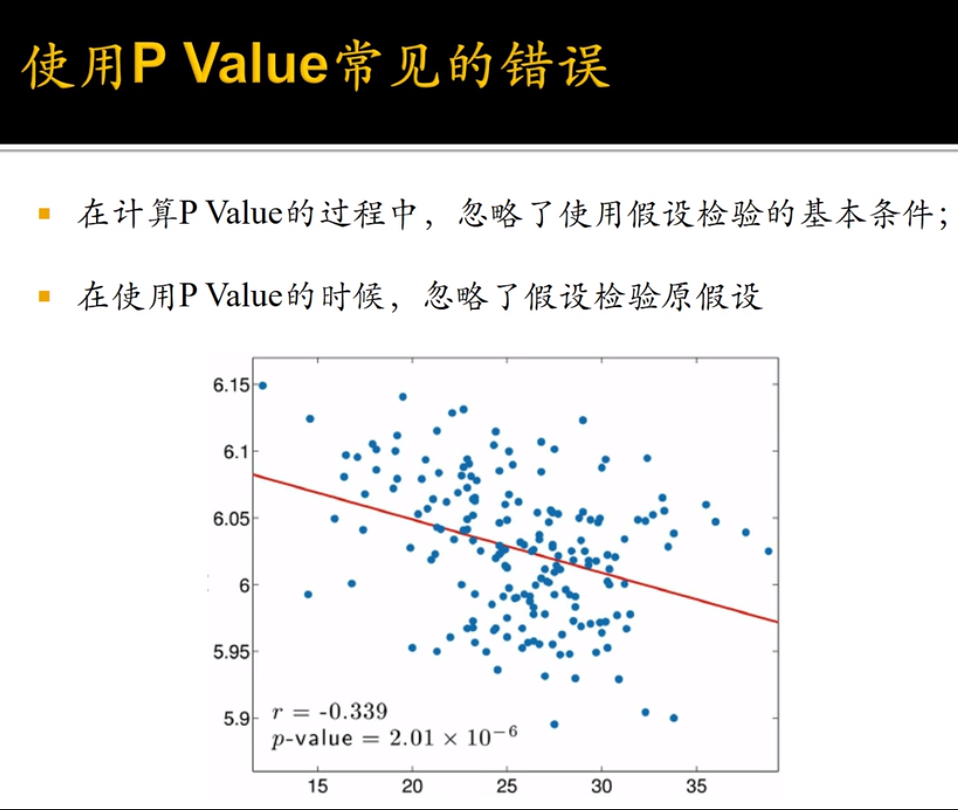 使用P Value常见的错误
在计算P Value的过程中，忽略了使用假设检验的基本条件；
在使用P Value的时候，忽略了假设检验原假设
6.15
6.1
6.05
6
5.95
5.9
r = -0.339
p-value = 2.01 × 10⁻⁶
15 20 25 30 35